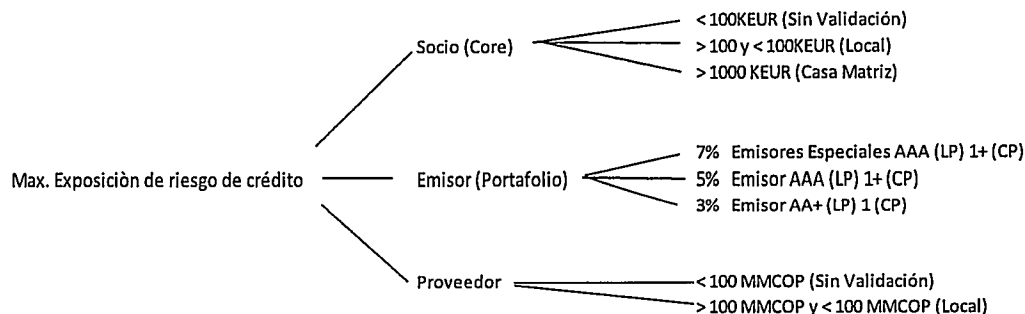 Socio (Core)
< 100KEUR (Sin Validación)
> 100 y < 100KEUR (Local)
> 1000 KEUR (Casa Matriz)
Max. Exposiciòn de riesgo de crédito
Emisor (Portafolio)
7% Emisores Especiales AAA (LP) 1+ (CP)
5% Emisor AAA (LP) 1+ (CP)
3% Emisor AA+ (LP) 1 (CP)
Proveedor
< 100 MMCOP (Sin Validación)
> 100 MMCOP y < 100 MMCOP (Local)